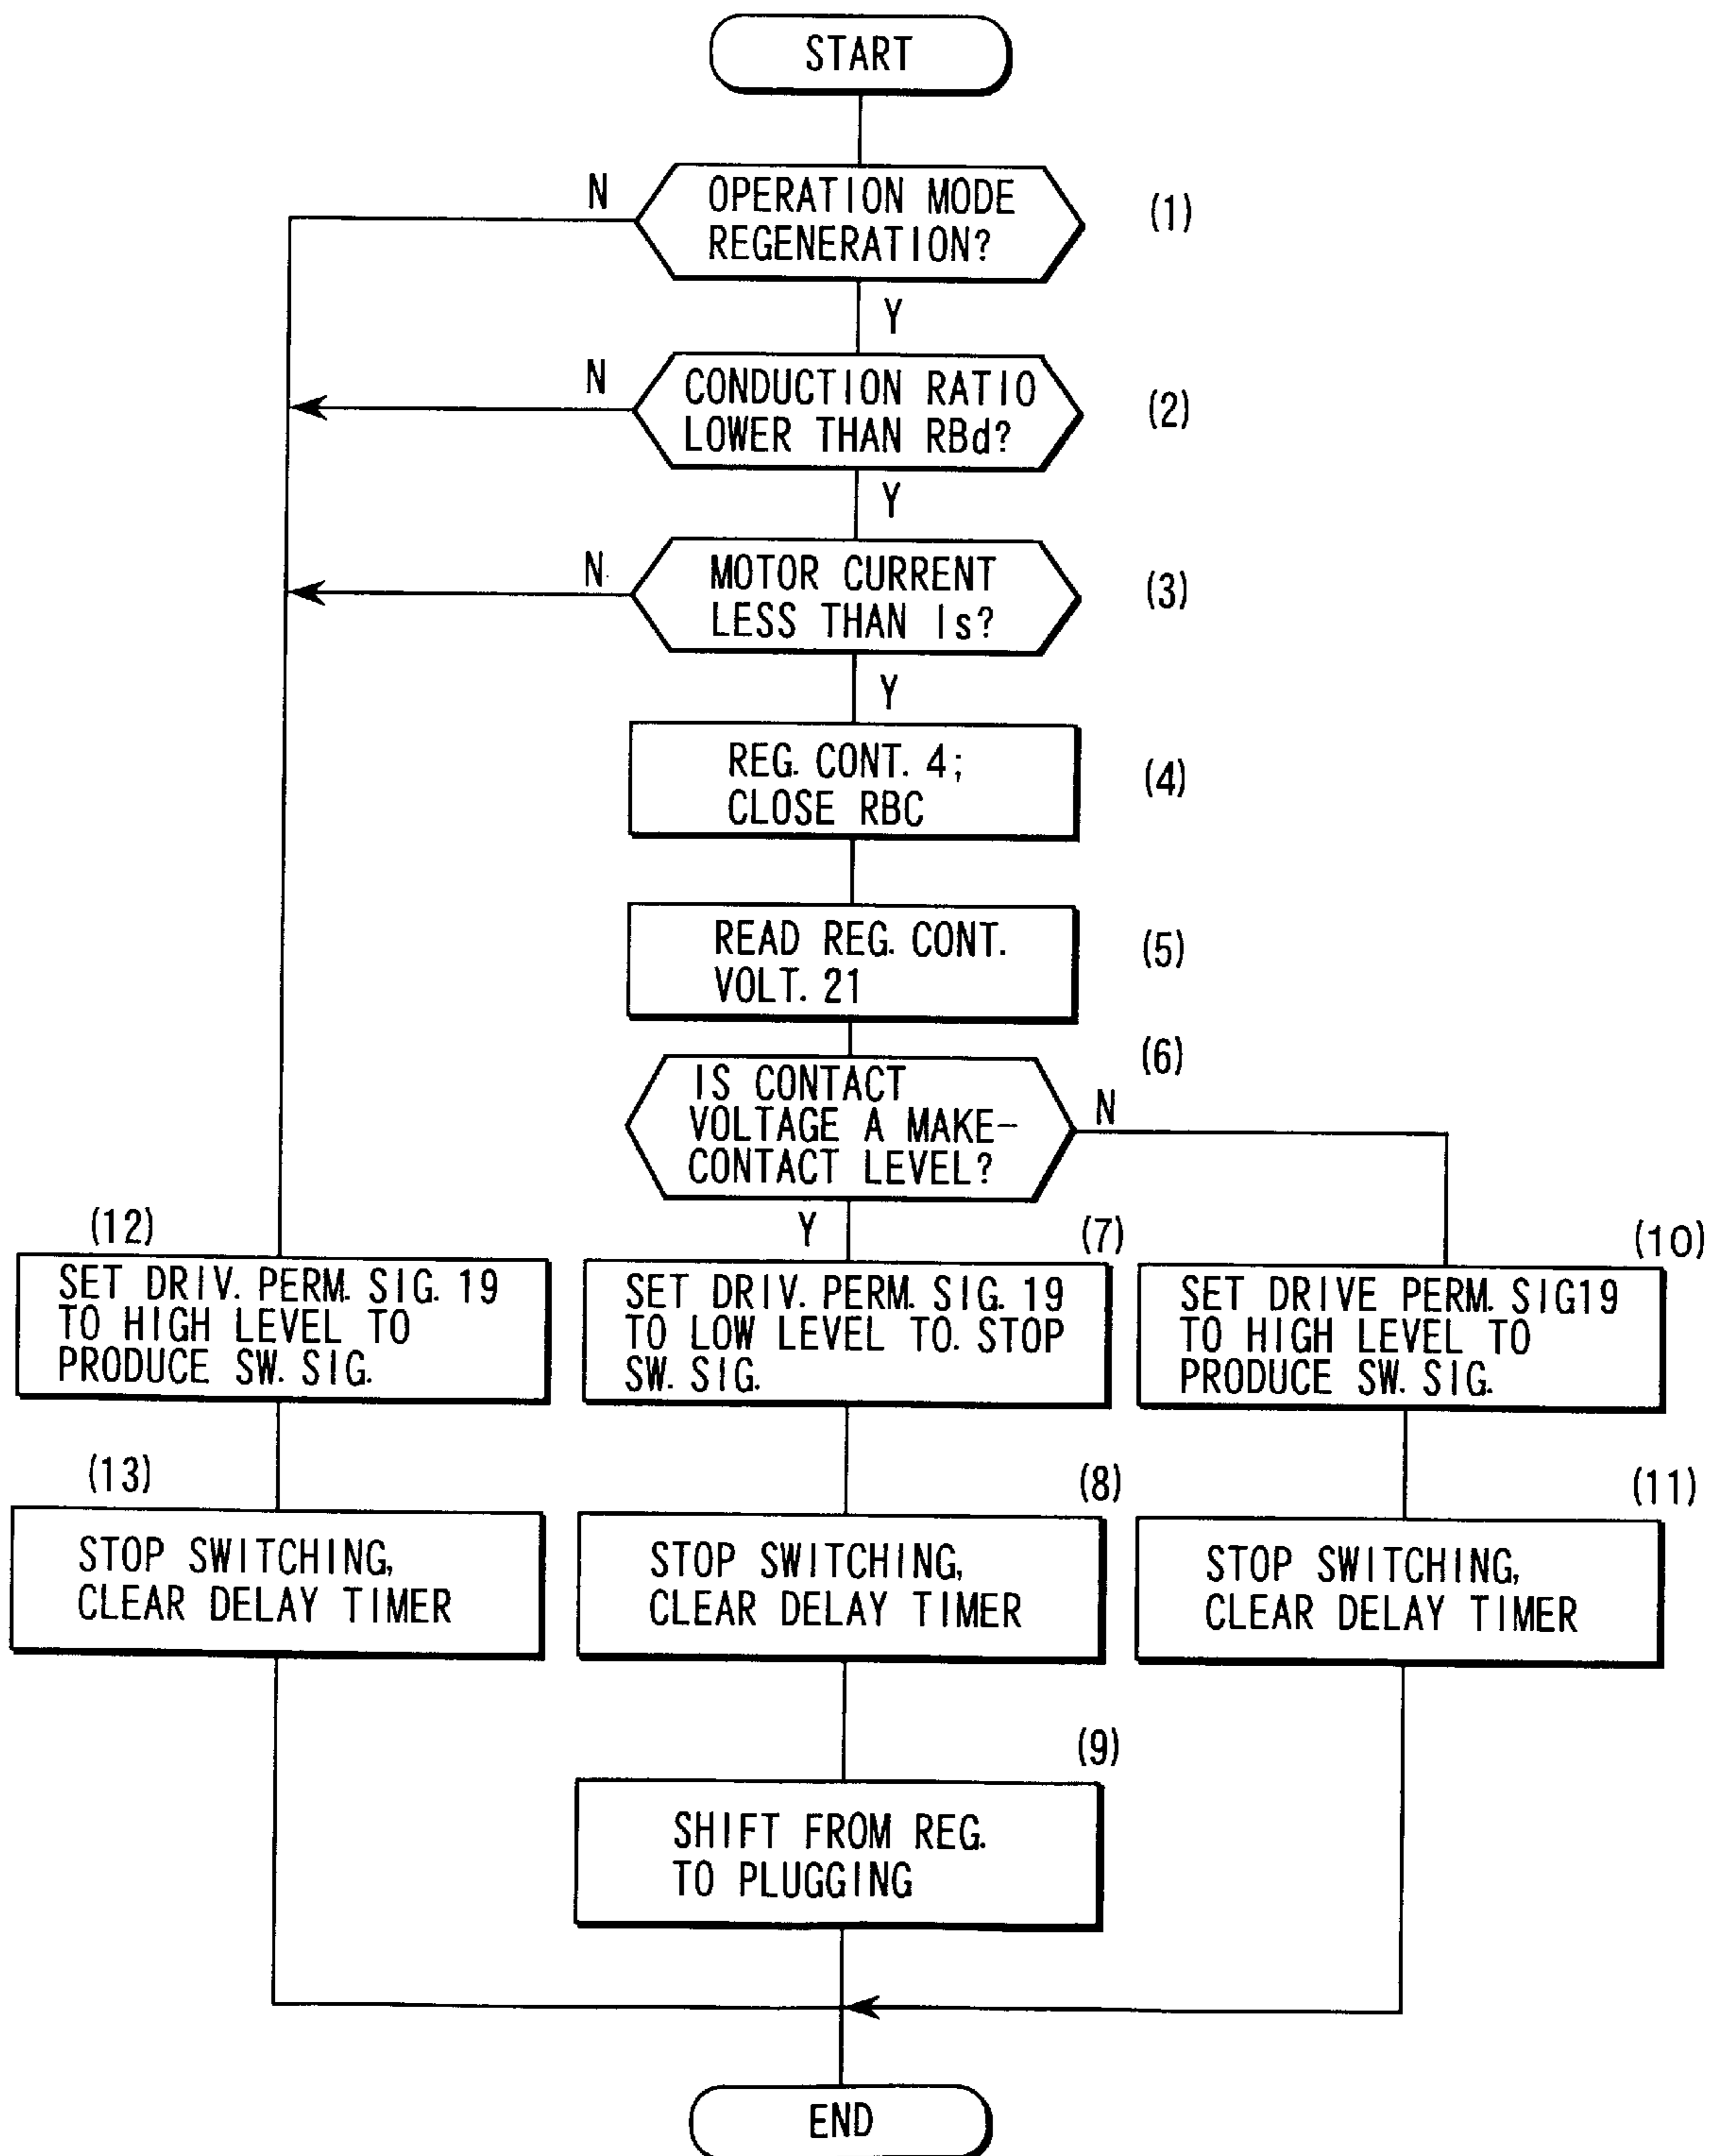 START
N
OPERATION MODE
REGENERATION?
(1)
Y
N
CONDUCTION RATIO
LOWER THAN RBd?
(2)
Y
N
MOTOR CURRENT
LESS THAN Is?
(3)
Y
REG. CONT. 4;
CLOSE RBC
(4)
READ REG. CONT.
VOLT. 21
(5)
(6)
IS CONTACT
VOLTAGE A MAKE-
CONTACT LEVEL?
N
Y
(12)
SET DRIV. PERM. SIG. 19
TO HIGH LEVEL TO
PRODUCE SW. SIG.
(7)
SET DRIV. PERM. SIG. 19
TO LOW LEVEL TO. STOP
SW. SIG.
(10)
SET DRIVE PERM. SIG19
TO HIGH LEVEL TO
PRODUCE SW. SIG.
(13)
STOP SWITCHING,
CLEAR DELAY TIMER
(8)
STOP SWITCHING,
CLEAR DELAY TIMER
(11)
STOP SWITCHING,
CLEAR DELAY TIMER
(9)
SHIFT FROM REG.
TO PLUGGING
END